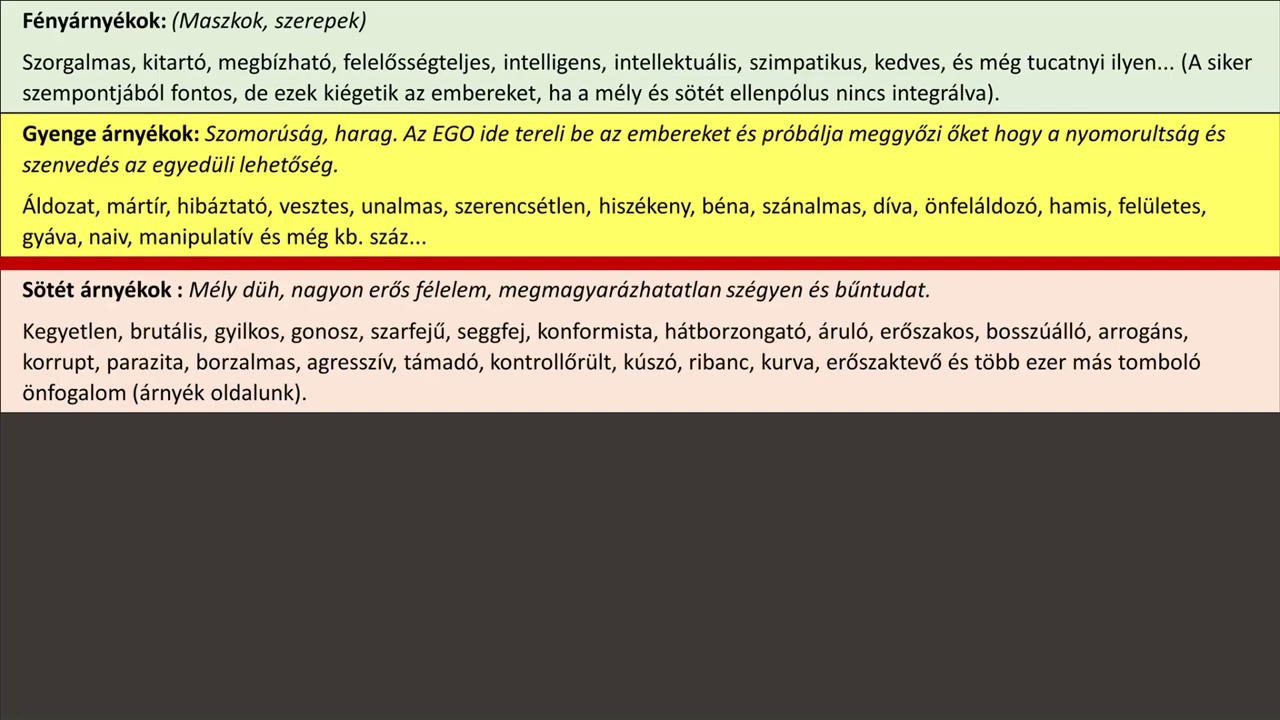 Fényárnyékok: (Maszkok, szerepek)
Szorgalmas, kitartó, megbízható, felelősségteljes, intelligens, intellektuális, szimpatikus, kedves, és még tucatnyi ilyen... (A siker
szempontjából fontos, de ezek kiégetik az embereket, ha a mély és sötét ellenpólus nincs integrálva).
Gyenge árnyékok: Szomorúság, harag. Az EGO ide tereli be az embereket és próbálja meggyőzi őket hogy a nyomorultság és
szenvedés az egyedüli lehetőség.
Áldozat, mártír, hibáztató, vesztes, unalmas, szerencsétlen, hiszékeny, béna, szánalmas, díva, önfeláldozó, hamis, felületes,
gyáva, naiv, manipulatív és még kb. száz...
Sötét árnyékok : Mély düh, nagyon erős félelem, megmagyarázhatatlan szégyen és bűntudat.
Kegyetlen, brutális, gyilkos, gonosz, szarfejű, seggfej, konformista, hátborzongató, áruló, erőszakos, bosszúálló, arrogáns,
korrupt, parazita, borzalmas, agresszív, támadó, kontrollőrült, kúszó, ribanc, kurva, erőszaktevő és több ezer más tomboló
önfogalom (árnyék oldalunk).